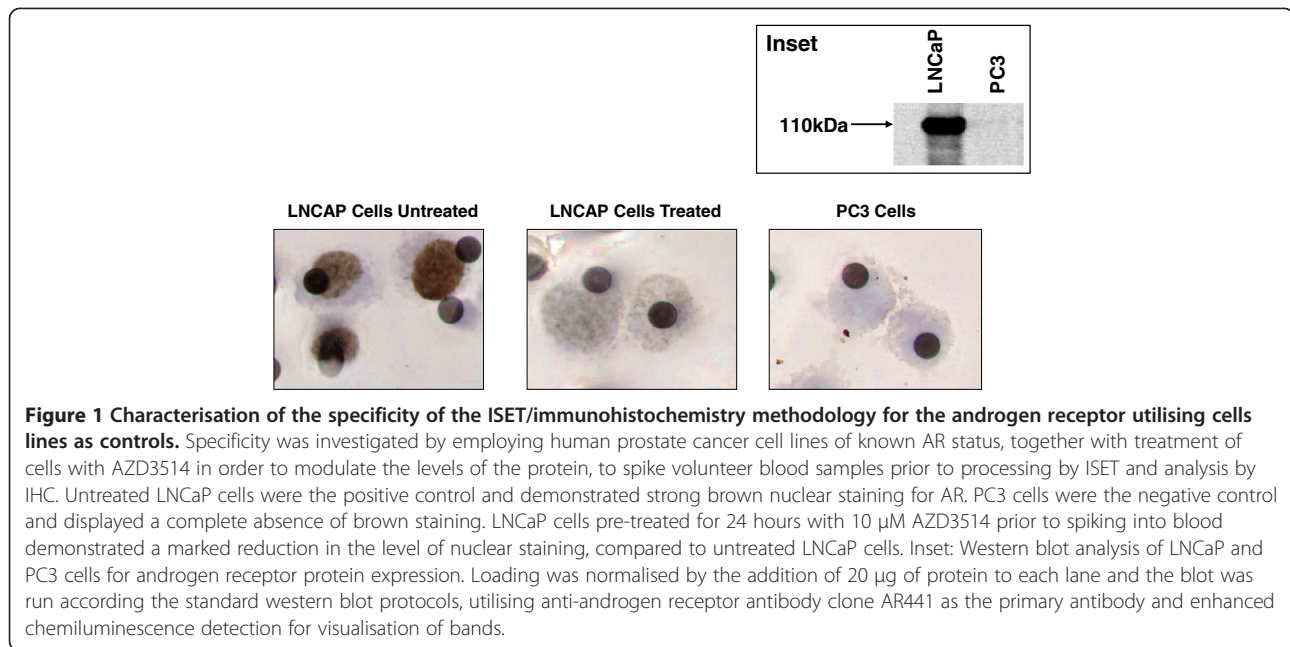 Inset
LNCaP
PC3
110kDa
LNCAP Cells Untreated
LNCAP Cells Treated
PC3 Cells
Figure 1 Characterisation of the specificity of the ISET/immunohistochemistry methodology for the androgen receptor utilising cells
lines as controls. Specificity was investigated by employing human prostate cancer cell lines of known AR status, together with treatment of
cells with AZD3514 in order to modulate the levels of the protein, to spike volunteer blood samples prior to processing by ISET and analysis by
IHC. Untreated LNCaP cells were the positive control and demonstrated strong brown nuclear staining for AR. PC3 cells were the negative control
and displayed a complete absence of brown staining. LNCaP cells pre-treated for 24 hours with 10 μM AZD3514 prior to spiking into blood
demonstrated a marked reduction in the level of nuclear staining, compared to untreated LNCaP cells. Inset: Western blot analysis of LNCaP and
PC3 cells for androgen receptor protein expression. Loading was normalised by the addition of 20 μg of protein to each lane and the blot was
run according the standard western blot protocols, utilising anti-androgen receptor antibody clone AR441 as the primary antibody and enhanced
chemiluminescence detection for visualisation of bands.